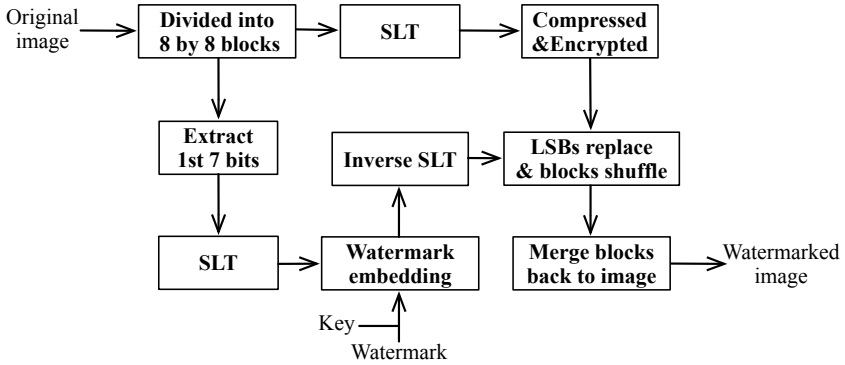 Original
image
Divided into
8 by 8 blocks
SLT
Compressed
&Encrypted
Extract
1st 7 bits
Inverse SLT
LSBs replace
& blocks shuffle
SLT
Watermark
embedding
Merge blocks
back to image
Watermarked
image
Key
Watermark